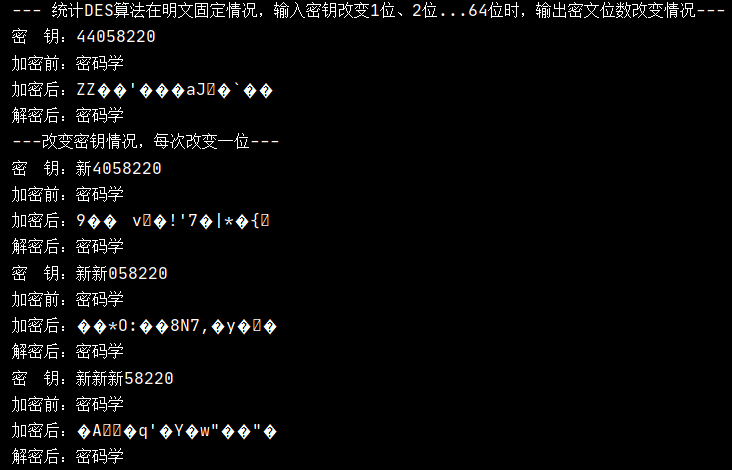 --- 统计DES算法在明文固定情况，输入密钥改变1位、2位...64位时，输出密文位数改变情况---
密　钥：44058220
加密前：密码学
加密后：ZZ��'���aJ�`��
解密后：密码学
---改变密钥情况，每次改变一位---
密　钥：新4058220
加密前：密码学
加密后：9�� v�!'7�|*�{
解密后：密码学
密　钥：新新058220
加密前：密码学
加密后：��*O:��8N7,�y��
解密后：密码学
密　钥：新新新58220
加密前：密码学
加密后：�A�q'�Y�w"��"�
解密后：密码学